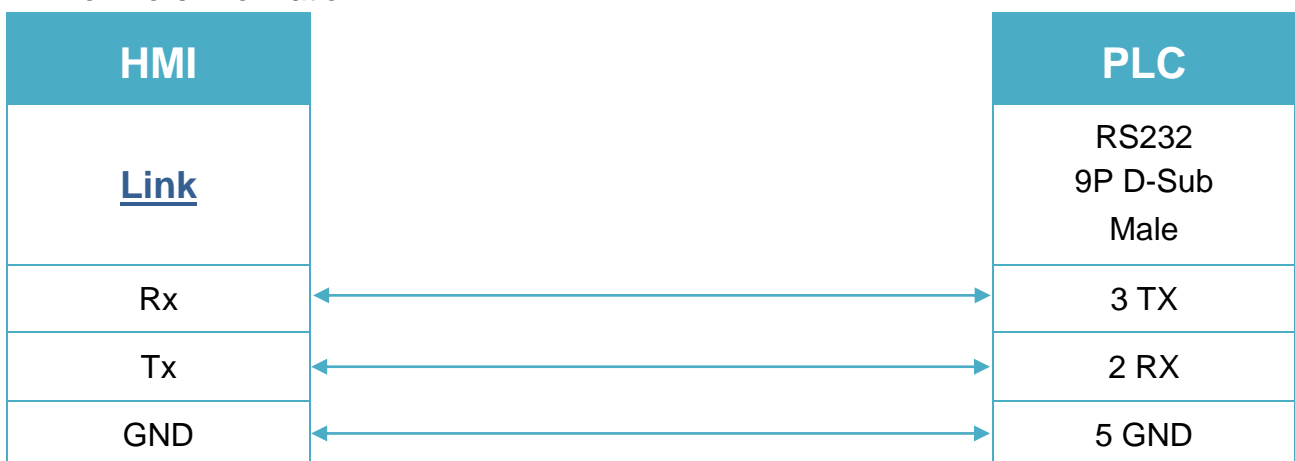 HMI
PLC
Link
RS232
9P D-Sub
Male
Rx
3 TX
Tx
2 RX
GND
5 GND